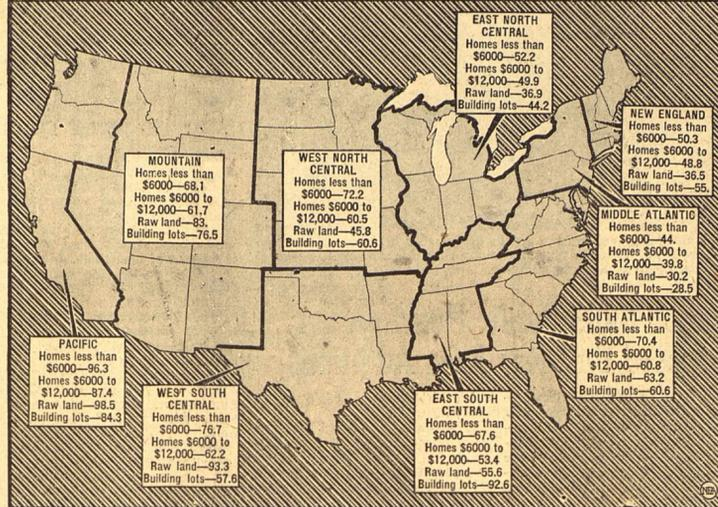 EAST NORTH
CENTRAL
Homes less than
$6000—52.2
Homes $6000 to
$12,000—49.9
Raw land—36.9
Building lots—44.2
NEW ENGLAND
Homes less than
$6000—50.3
Homes $6000 to
$12,000—48.8
Raw land—36.5
Building lots—55.
MOUNTAIN
Homes less than
$6000—68.1
Homes $6000 to
$12,000—61.7
Raw land—83.
Building lots—76.5
WEST NORTH
CENTRAL
Homes less than
$6000—72.2
Homes $6000 to
$12,000—60.5
Raw land—45.8
Building lots—60.6
MIDDLE ATLANTIC
Homes less than
$6000—44.
Homes $6000 to
$12,000—39.8
Raw land—30.2
Building lots—28.5
SOUTH ATLANTIC
Homes less than
$6000—70.4
Homes $6000 to
$12,000—60.8
Raw land—63.2
Building lots—60.6
PACIFIC
Homes less than
$6000—96.3
Homes $6000 to
$12,000—87.4
Raw land—98.5
Building lots—84.3
WEST SOUTH
CENTRAL
Homes less than
$6000—76.7
Homes $6000 to
$12,000—62.2
Raw land—93.3
Building lots—57.6
EAST SOUTH
CENTRAL
Homes less than
$6000—67.6
Homes $6000 to
$12,000—53.4
Raw land—55.6
Building lots—92.6
NEA